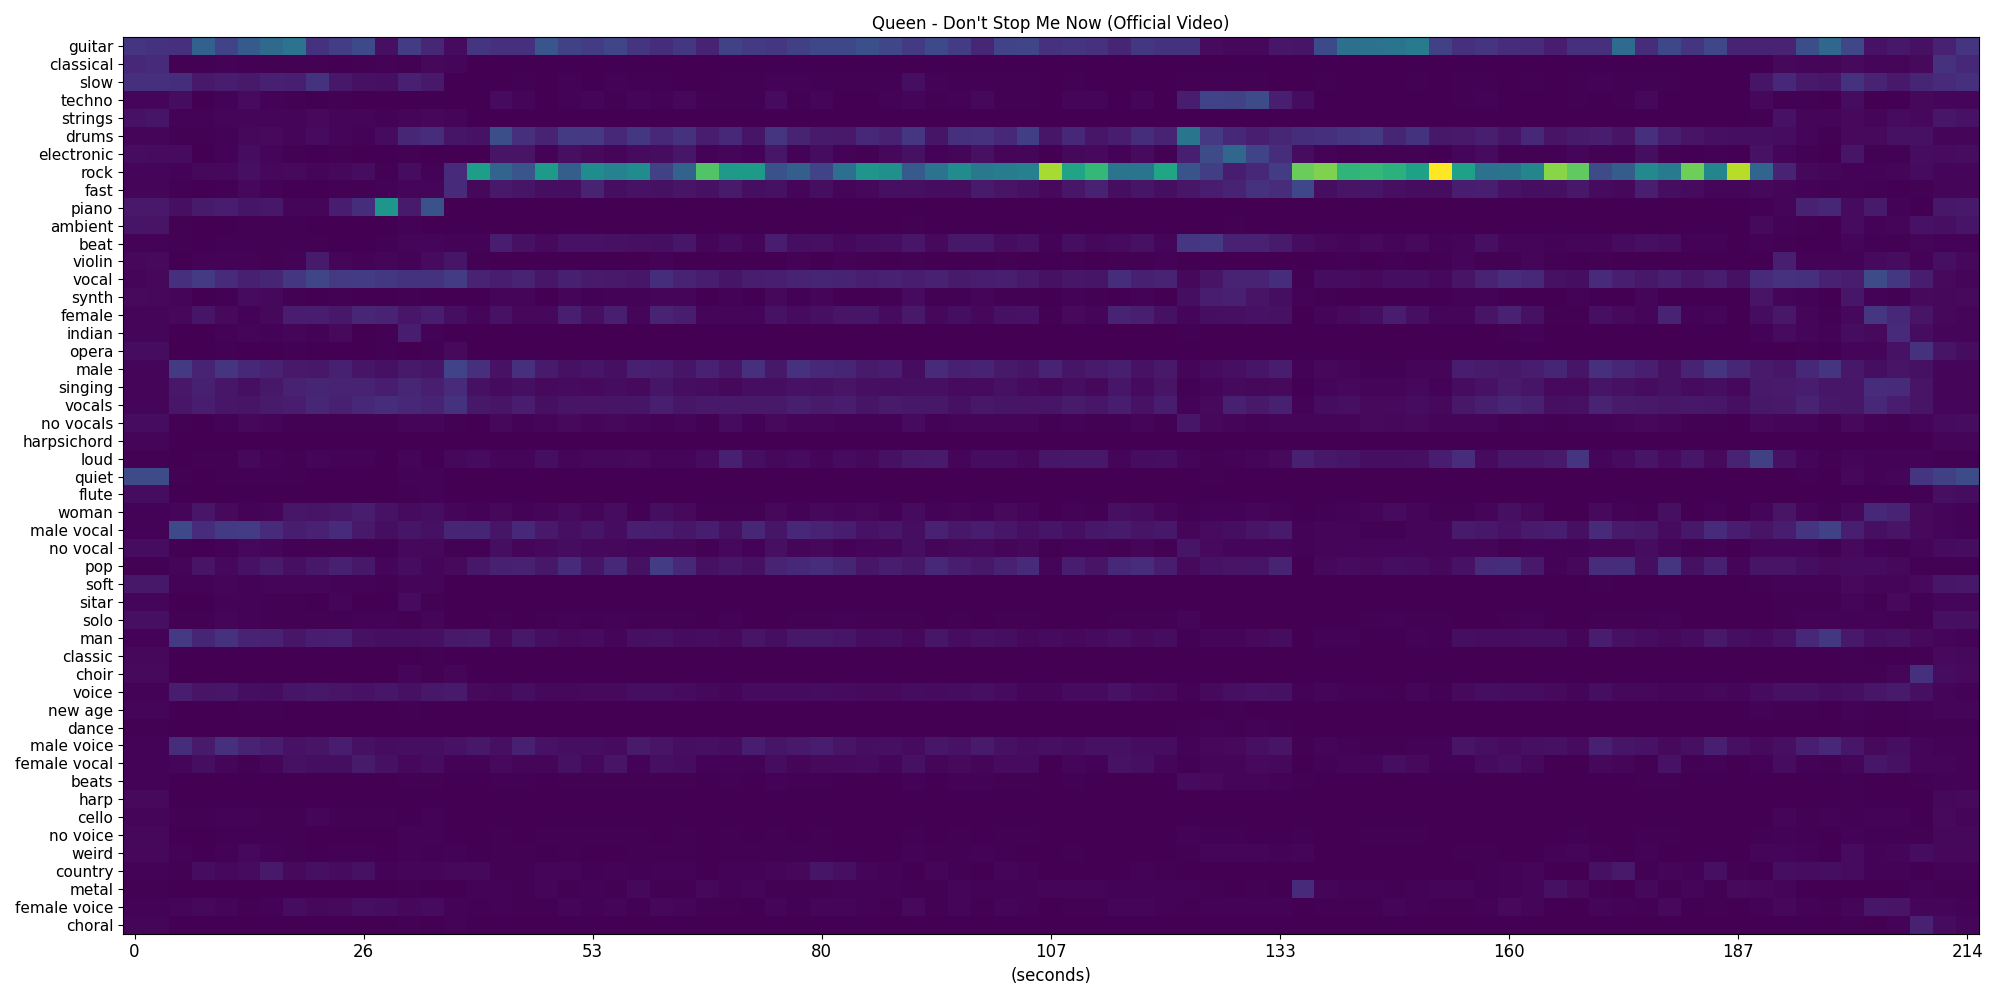 Queen - Don't Stop Me Now (Official Video)
guitar
classical
slow
techno
strings
drums
electronic
rock
fast
piano
ambient
beat
violin
vocal
synth
female
indian
opera
male
singing
vocals
no vocals
harpsichord
loud
quiet
flute
woman
male vocal
no vocal
pop
soft
sitar
solo
man
classic
choir
voice
new age
dance
male voice
female vocal
beats
harp
cello
no voice
weird
country
metal
female voice
choral
0 26 53 80 107 133 160 187 214
(seconds)